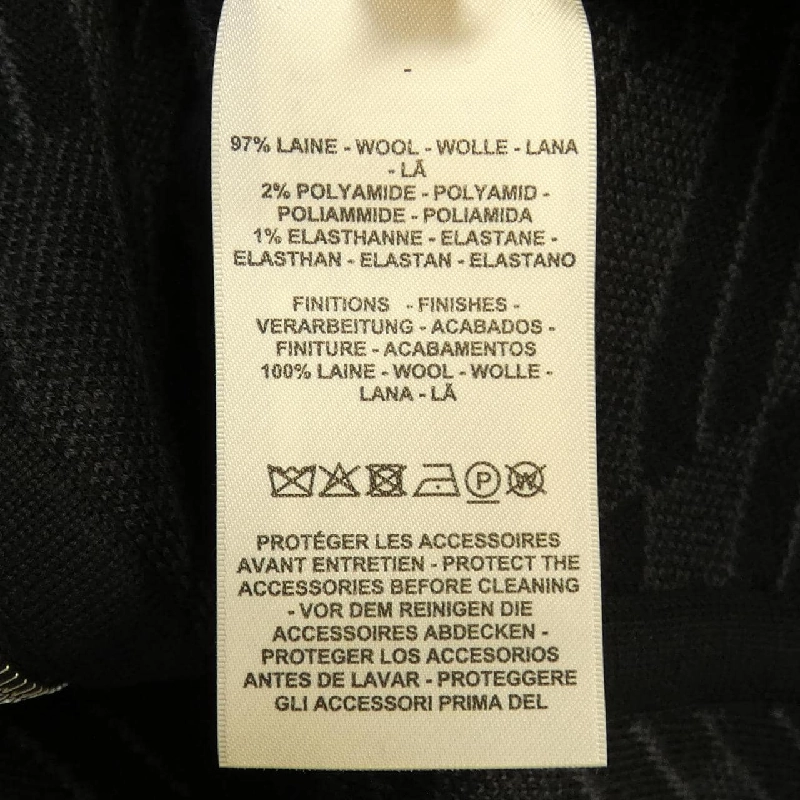 -
97% LAINE - WOOL - WOLLE - LANA
- LÃ
2% POLYAMIDE - POLYAMID -
POLIAMMIDE - POLIAMIDA
1% ELASTHANNE - ELASTANE -
ELASTHAN - ELASTAN - ELASTANO
FINITIONS - FINISHES -
VERARBEITUNG - ACABADOS -
FINITURE - ACABAMENTOS
100% LAINE - WOOL - WOLLE -
LANA - LÃ
P W
PROTÉGER LES ACCESSOIRES
AVANT ENTRETIEN - PROTECT THE
ACCESSORIES BEFORE CLEANING
- VOR DEM REINIGEN DIE
ACCESSOIRES ABDECKEN -
PROTEGER LOS ACCESORIOS
ANTES DE LAVAR - PROTEGGERE
GLI ACCESSORI PRIMA DEL